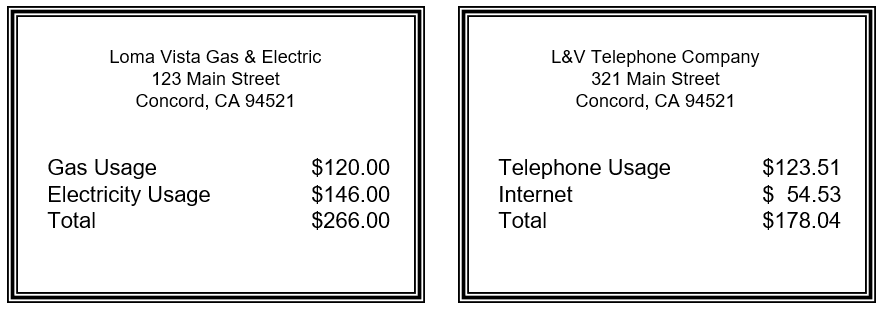 Loma Vista Gas & Electric
123 Main Street
Concord, CA 94521
Gas Usage $120.00
Electricity Usage $146.00
Total $266.00
L&V Telephone Company
321 Main Street
Concord, CA 94521
Telephone Usage $123.51
Internet $ 54.53
Total $178.04